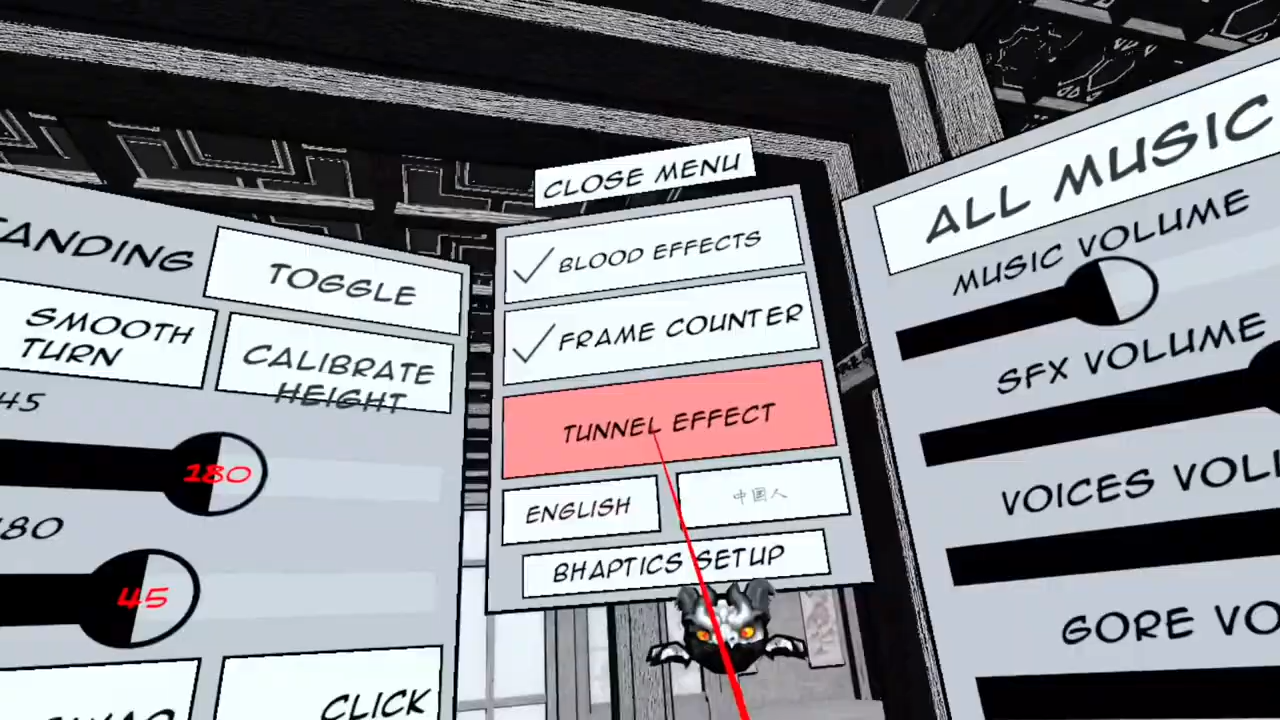 CLOSE MENU
TANDING
TOGGLE
SMOOTH
TURN
CALIBRATE
HEIGHT
45
180
180
45
CLICK
✓ BLOOD EFFECTS
✓ FRAME COUNTER
TUNNEL EFFECT
ENGLISH
中国人
BHAPTICS SETUP
ALL MUSIC
MUSIC VOLUME
SFX VOLUME
VOICES VOL
GORE VO